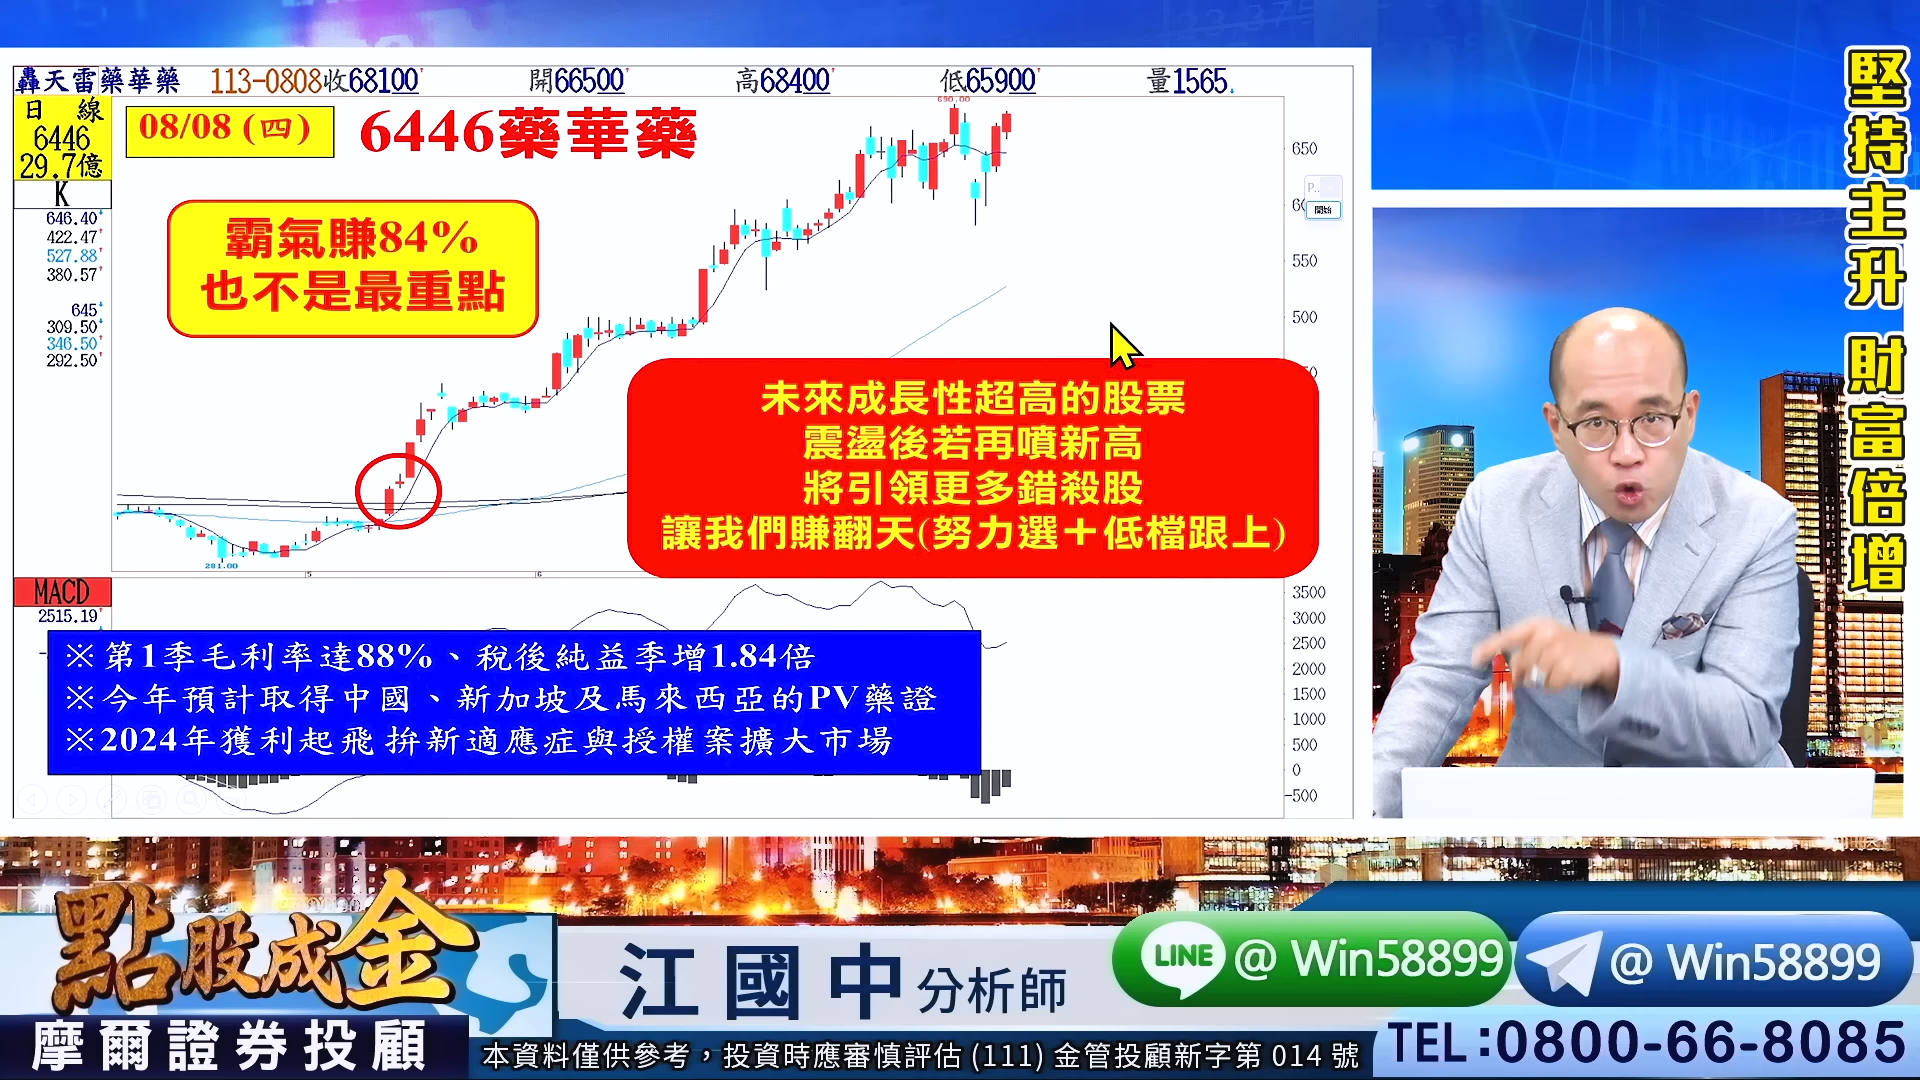 轟天雷藥華藥 113-0808收68100 開66500 高68400 低65900 量1565
日 線
6446
29.7億
K
646.40
422.47
527.88
380.57
645
309.50
346.50
292.50
08/08 (四)
6446藥華藥
霸氣賺84%
也不是最重點
690.00
281.00
650
550
500
P..
開始
未來成長性超高的股票
震盪後若再噴新高
將引領更多錯殺股
讓我們賺翻天(努力選＋低檔跟上)
5
6
MACD
2515.19
3500
3000
2500
2000
1500
1000
500
0
-500
※第1季毛利率達88%、稅後純益季增1.84倍
※今年預計取得中國、新加坡及馬來西亞的PV藥證
※2024年獲利起飛 拚新適應症與授權案擴大市場
堅持主升 財富倍增
點股成金
摩爾證券投顧
江國中分析師
LINE @ Win58899
@ Win58899
TEL:0800-66-8085
本資料僅供參考，投資時應審慎評估 (111) 金管投顧新字第 014 號